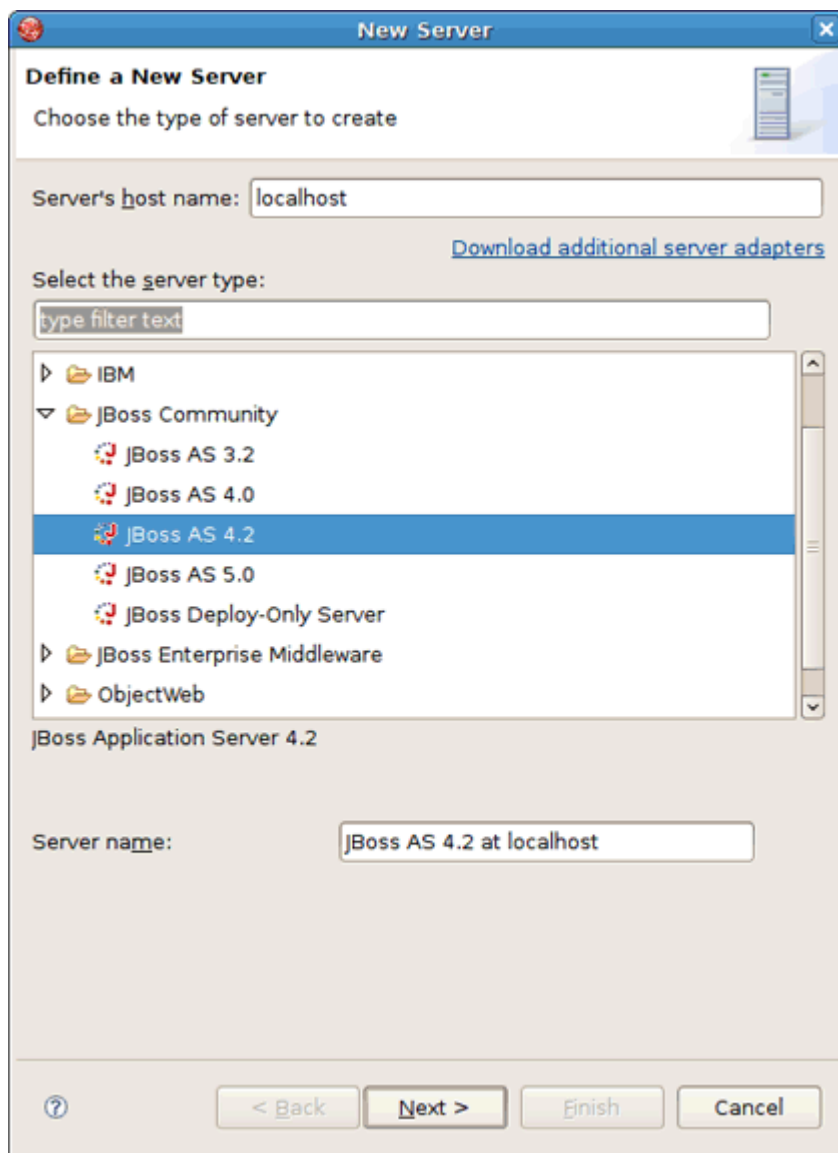 New Server
Define a New Server
Choose the type of server to create
Server's host name: localhost
Download additional server adapters
Select the server type:
type filter text
IBM
JBoss Community
JBoss AS 3.2
JBoss AS 4.0
JBoss AS 4.2
JBoss AS 5.0
JBoss Deploy-Only Server
JBoss Enterprise Middleware
ObjectWeb
JBoss Application Server 4.2
Server name: JBoss AS 4.2 at localhost
? < Back Next > Finish Cancel